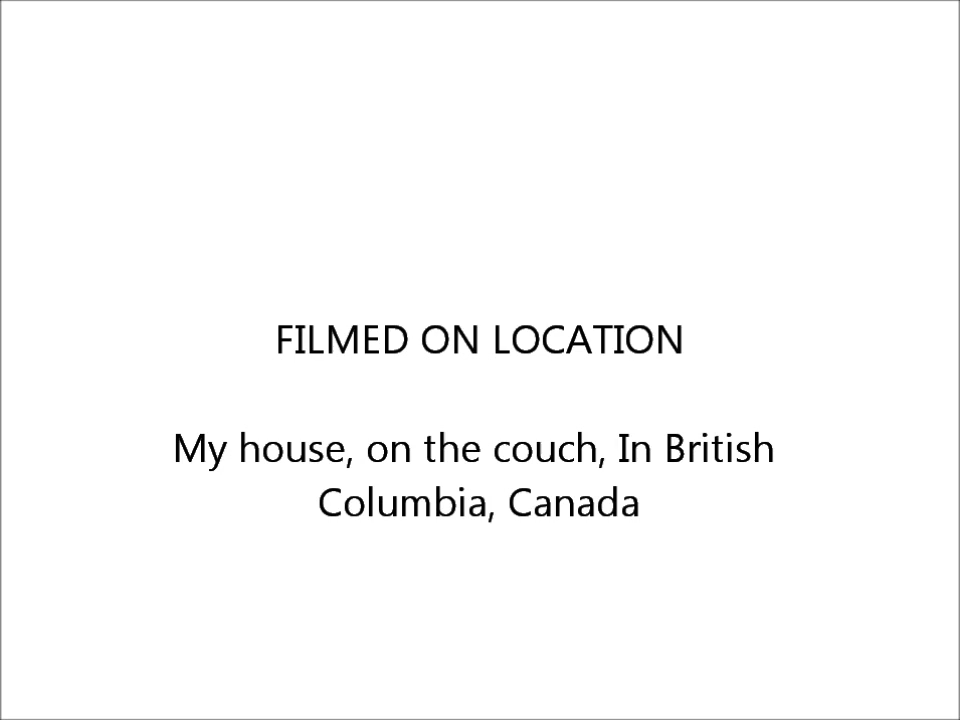 FILMED ON LOCATION
My house, on the couch, In British
Columbia, Canada